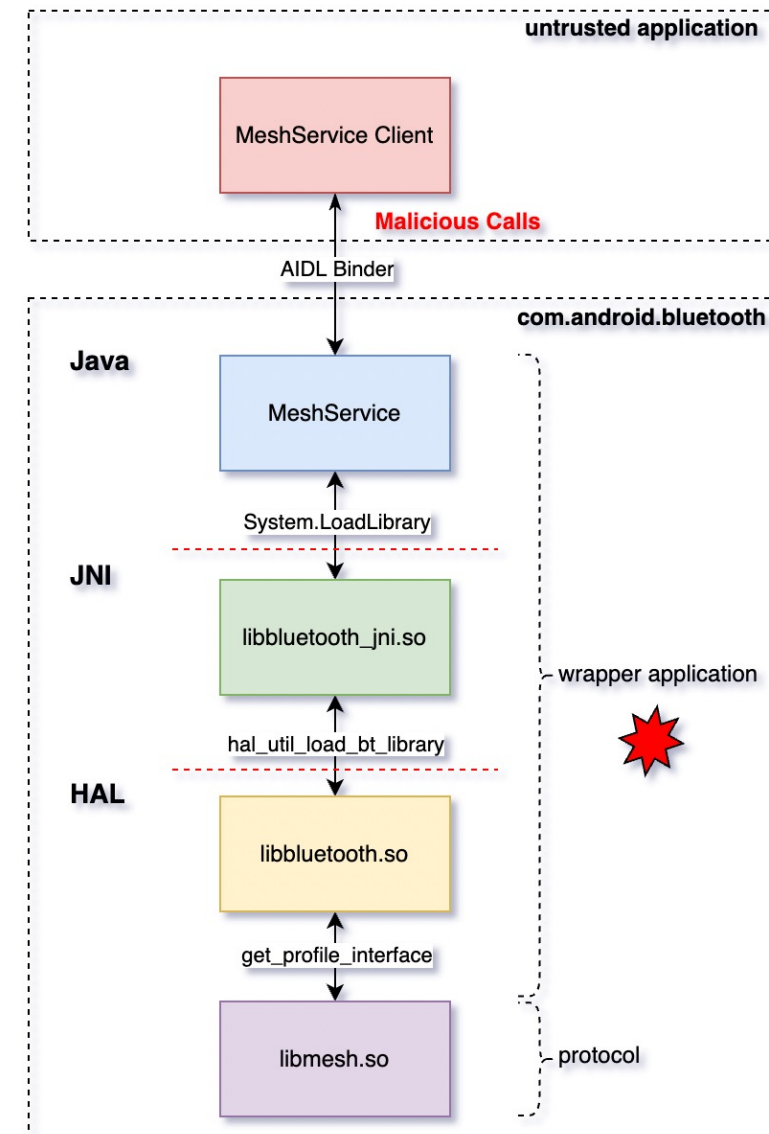 untrusted application
MeshService Client
Malicious Calls
AIDL Binder
com.android.bluetooth
Java
MeshService
System.LoadLibrary
JNI
libbluetooth_jni.so
wrapper application
hal_util_load_bt_library
HAL
libbluetooth.so
get_profile_interface
libmesh.so
protocol